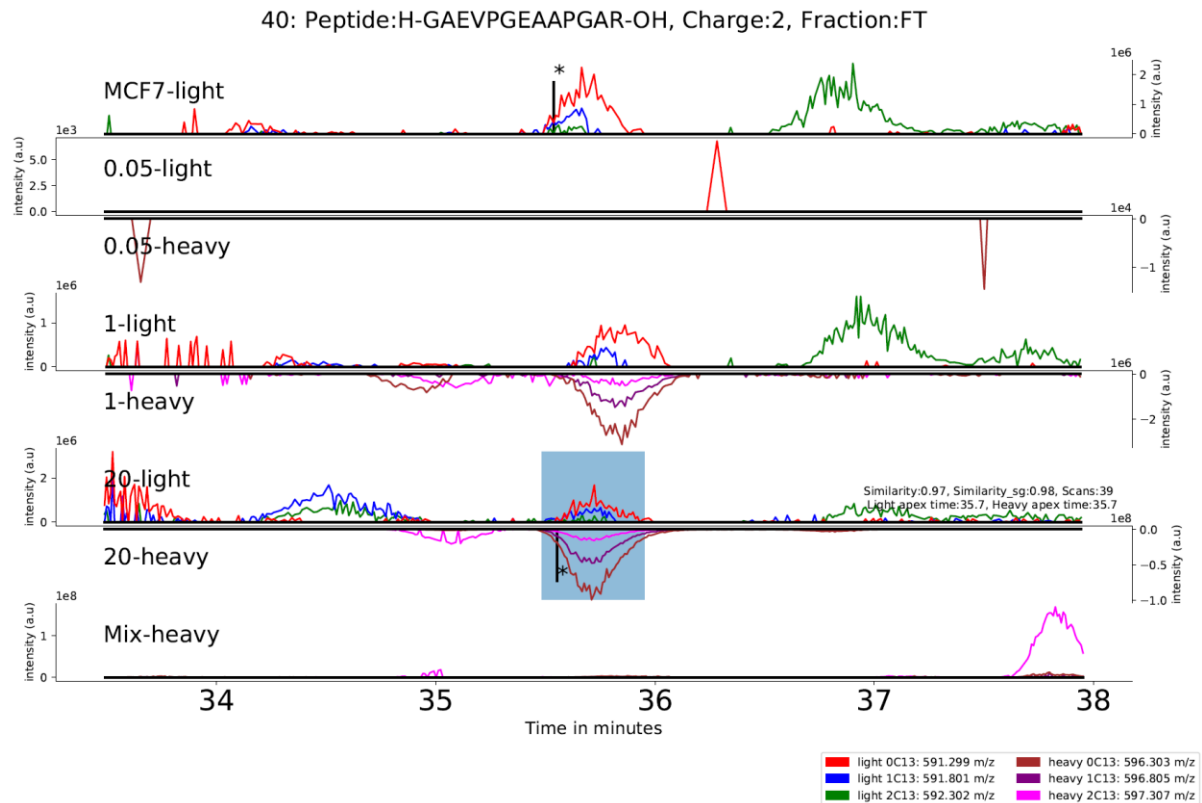 40: Peptide:H-GAEVPGEAAPGAR-OH, Charge:2, Fraction:FT
1e6
MCF7-light
*
2
1
0
intensity (a.u)
1e3
0.05-light
5.0
2.5
0.0
intensity (a.u)
1e4
0.05-heavy
0
−1
intensity (a.u)
1e6
1-light
1
0
intensity (a.u)
1e6
1-heavy
0
−2
intensity (a.u)
1e6
20-light
2
0
intensity (a.u)
Similarity:0.97, Similarity_sg:0.98, Scans:39
Light apex time:35.7, Heavy apex time:35.7
1e8
20-heavy
*
0.0
−0.5
−1.0
intensity (a.u)
1e8
Mix-heavy
1
0
intensity (a.u)
34 35 36 37 38
Time in minutes
light 0C13: 591.299 m/z
light 1C13: 591.801 m/z
light 2C13: 592.302 m/z
heavy 0C13: 596.303 m/z
heavy 1C13: 596.805 m/z
heavy 2C13: 597.307 m/z